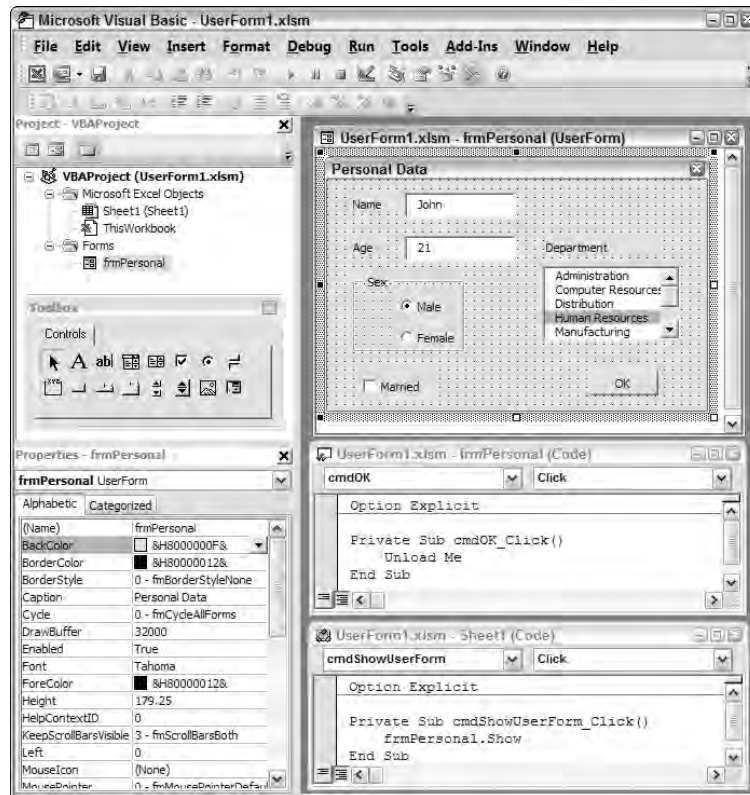 Microsoft Visual Basic - UserForm1.xlsm
File Edit View Insert Format Debug Run Tools Add-Ins Window Help
Project - VBAProject
VBAProject (UserForm1.xlsm)
Microsoft Excel Objects
Sheet1 (Sheet1)
ThisWorkbook
Forms
frmPersonal
Toolbox
Controls
A abl
xyz
Properties - frmPersonal
frmPersonal UserForm
Alphabetic Categorized
(Name) frmPersonal
BackColor &H8000000F&
BorderColor &H80000012&
BorderStyle 0 - fmBorderStyleNone
Caption Personal Data
Cycle 0 - fmCycleAllForms
DrawBuffer 32000
Enabled True
Font Tahoma
ForeColor &H80000012&
Height 179.25
HelpContextID 0
KeepScrollBarsVisible 3 - fmScrollBarsBoth
Left 0
MouseIcon (None)
MousePointer 0 - fmMousePointerDefaul
UserForm1.xlsm - frmPersonal (UserForm)
Personal Data
Name John
Age 21
Department
Sex
Male
Female
Administration
Computer Resources
Distribution
Human Resources
Manufacturing
Married
OK
UserForm1.xlsm - frmPersonal (Code)
cmdOK Click
Option Explicit
Private Sub cmdOK_Click()
Unload Me
End Sub
UserForm1.xlsm - Sheet1 (Code)
cmdShowUserForm Click
Option Explicit
Private Sub cmdShowUserForm_Click()
frmPersonal.Show
End Sub